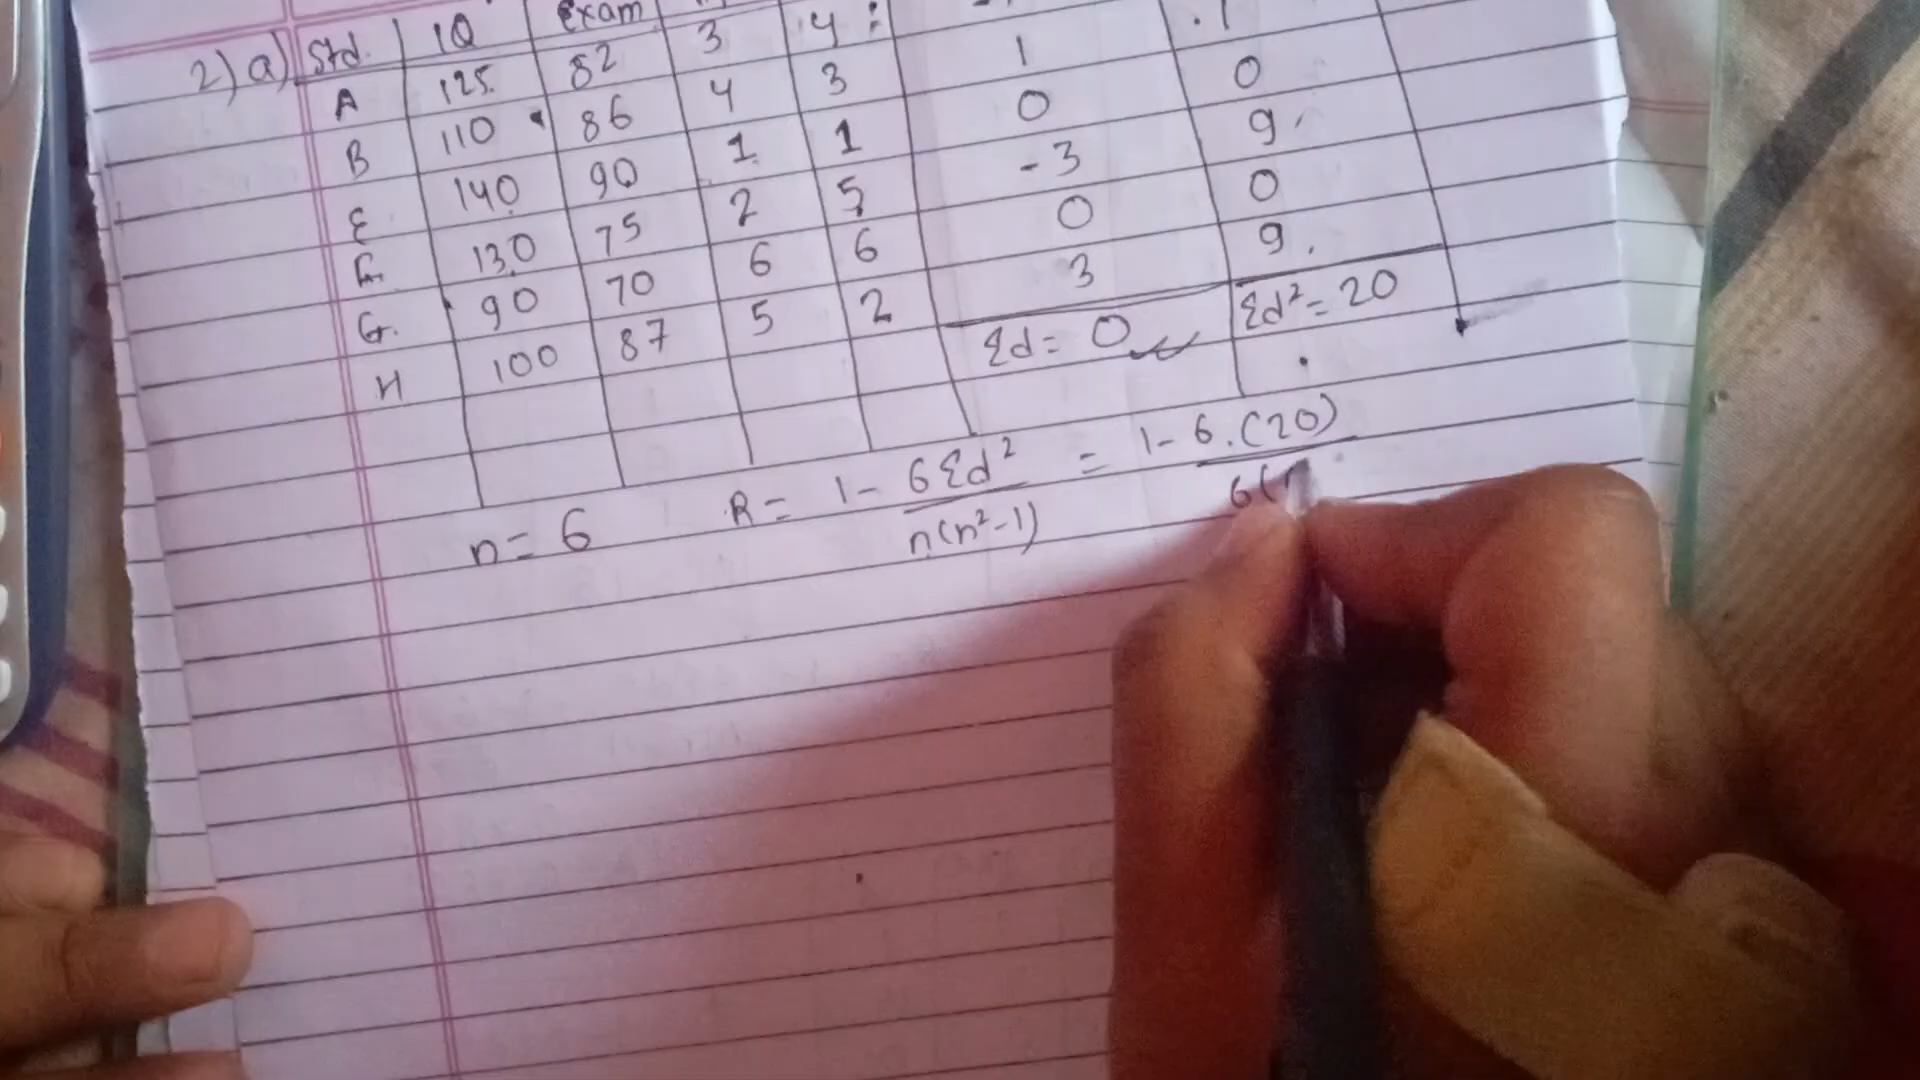 2) a) Std. IQ Exam
A 125. 82 3 4 : -1 . 1
B 110 86 4 3 1
E 140 90 1 1 0 0
F. 130 75 2 5 -3 9
G. 90 70 6 6 0 0
H 100 87 5 2 3 9.
Σd = 0 Σd² = 20
n = 6 R = 1 - 6Σd² / n(n²-1) = 1 - 6.(20) / 6(